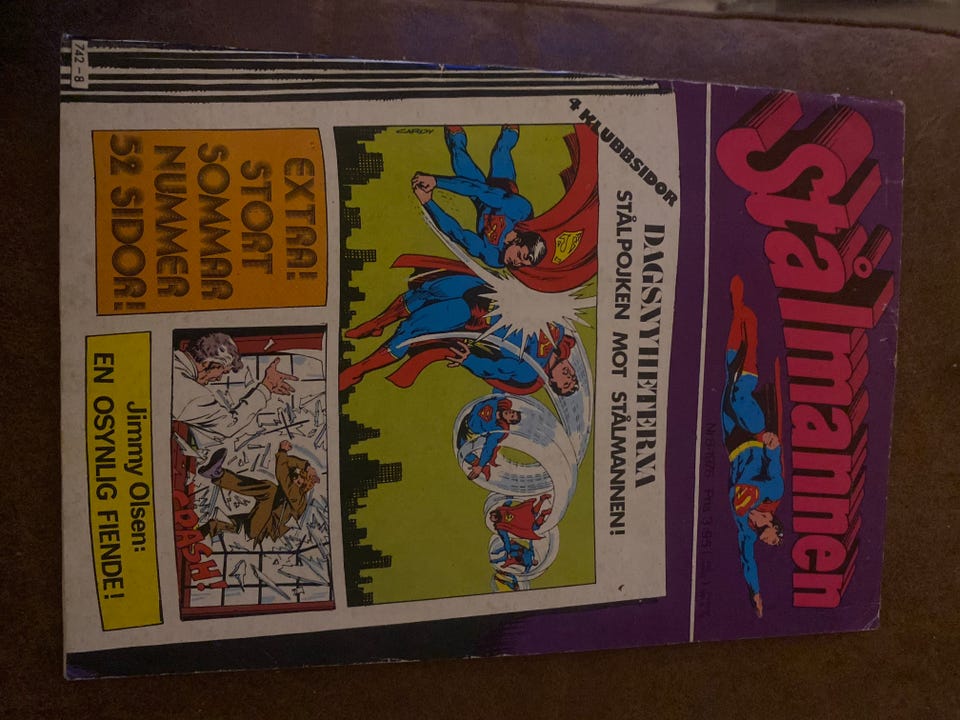 Stålmannen
4 KLUBBSIDOR
DAGSNYHETERNA
STÅLPOJKEN MOT STÅLMANNEN!
CARDY
EXTRA!
STORT
SOMMAR
NUMMER
52 SIDOR!
CRASH!
Jimmy Olsen:
EN OSYNLIG FIENDE!
742-8